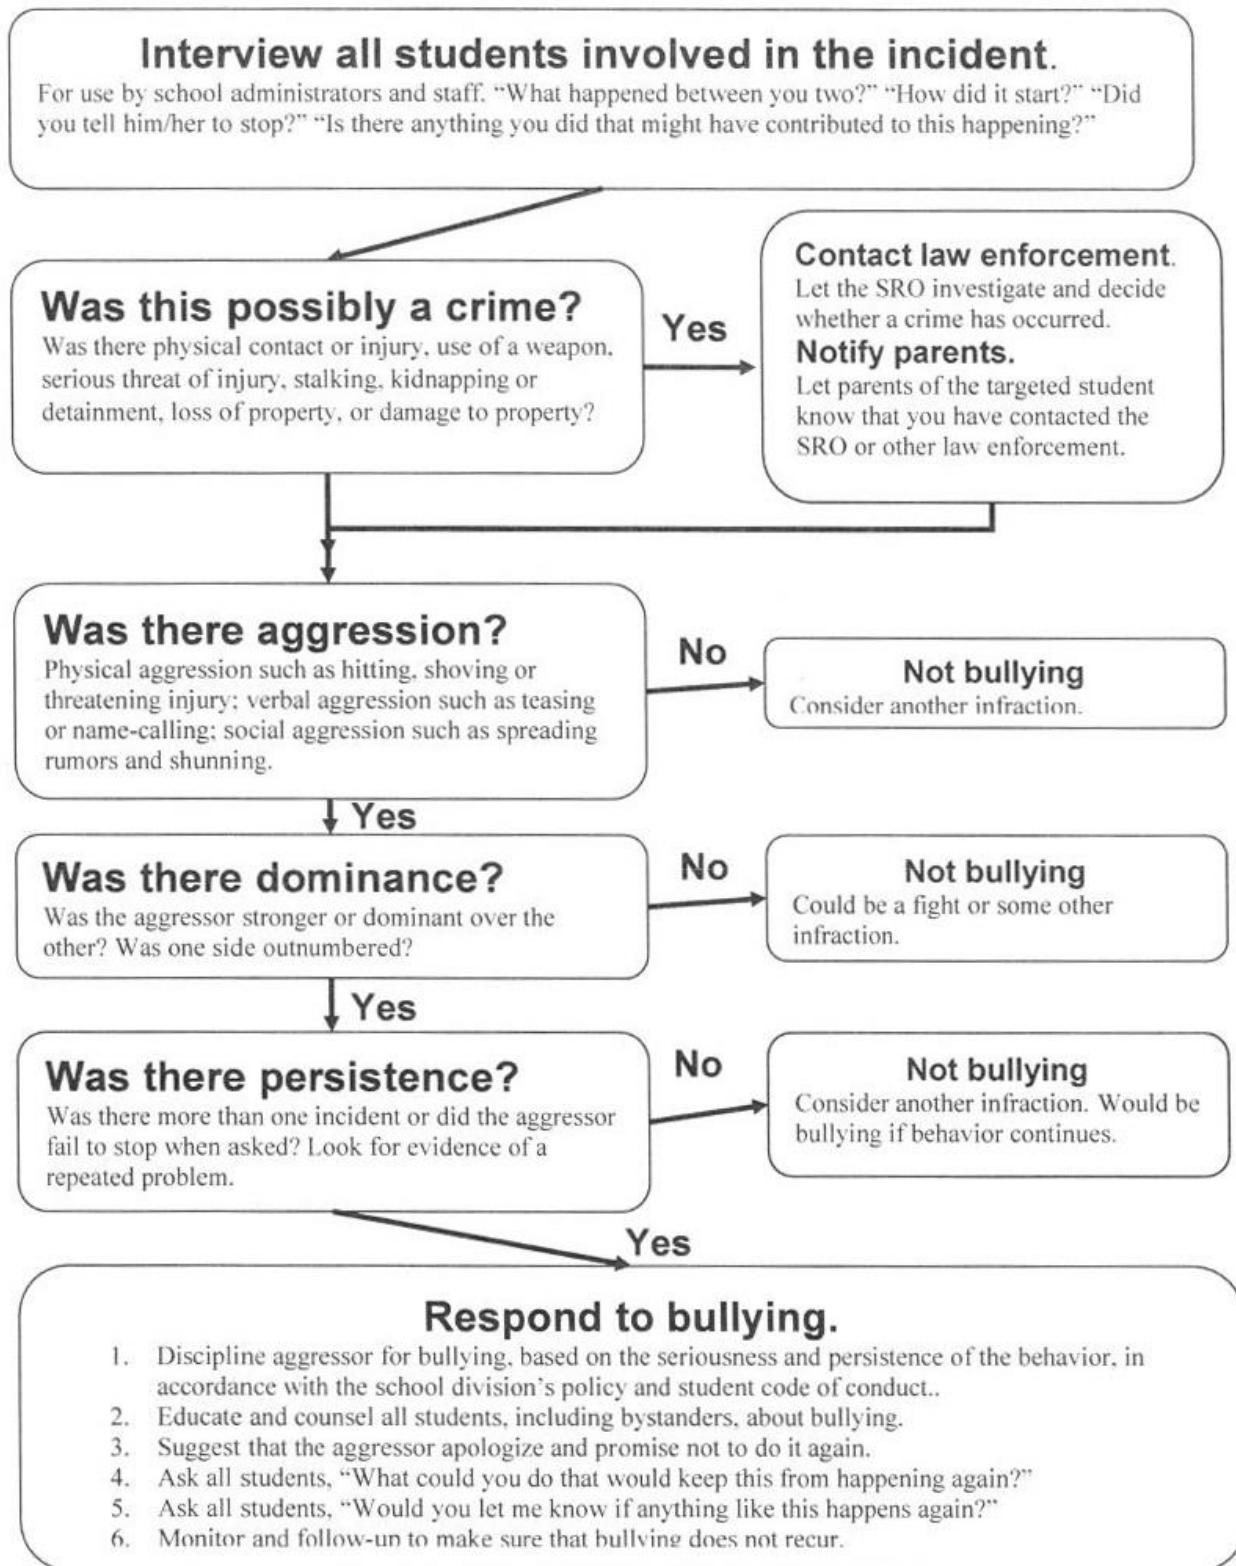 Interview all students involved in the incident.
For use by school administrators and staff. “What happened between you two?” “How did it start?” “Did
you tell him/her to stop?” “Is there anything you did that might have contributed to this happening?”
Was this possibly a crime?
Was there physical contact or injury, use of a weapon,
serious threat of injury, stalking, kidnapping or
detainment, loss of property, or damage to property?
Yes
Contact law enforcement.
Let the SRO investigate and decide
whether a crime has occurred.
Notify parents.
Let parents of the targeted student
know that you have contacted the
SRO or other law enforcement.
Was there aggression?
Physical aggression such as hitting, shoving or
threatening injury; verbal aggression such as teasing
or name-calling; social aggression such as spreading
rumors and shunning.
No
Not bullying
Consider another infraction.
Yes
Was there dominance?
Was the aggressor stronger or dominant over the
other? Was one side outnumbered?
No
Not bullying
Could be a fight or some other
infraction.
Yes
Was there persistence?
Was there more than one incident or did the aggressor
fail to stop when asked? Look for evidence of a
repeated problem.
No
Not bullying
Consider another infraction. Would be
bullying if behavior continues.
Yes
Respond to bullying.
1. Discipline aggressor for bullying, based on the seriousness and persistence of the behavior, in
accordance with the school division’s policy and student code of conduct..
2. Educate and counsel all students, including bystanders, about bullying.
3. Suggest that the aggressor apologize and promise not to do it again.
4. Ask all students, “What could you do that would keep this from happening again?”
5. Ask all students, “Would you let me know if anything like this happens again?”
6. Monitor and follow-up to make sure that bullying does not recur.